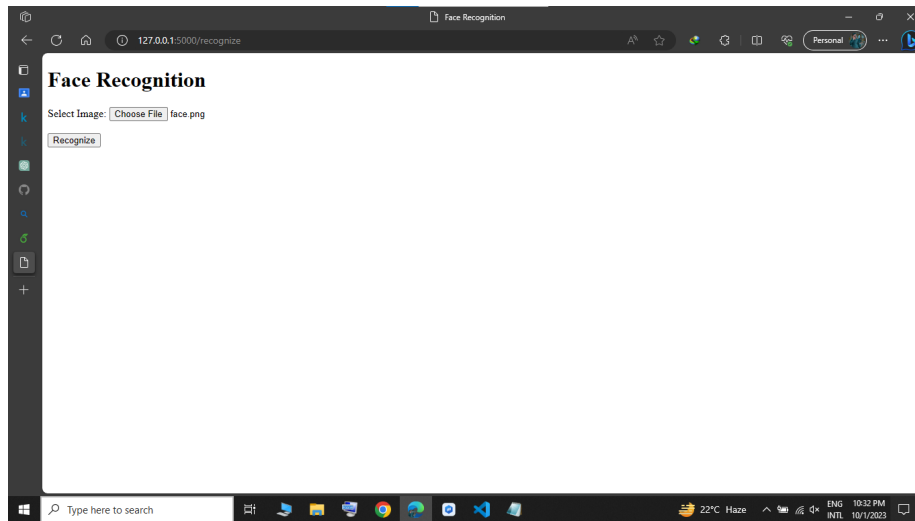 Face Recognition
127.0.0.1:5000/recognize
Personal
Face Recognition
Select Image: Choose File face.png
Recognize
Type here to search
22°C Haze
ENG 10:32 PM
INTL 10/1/2023